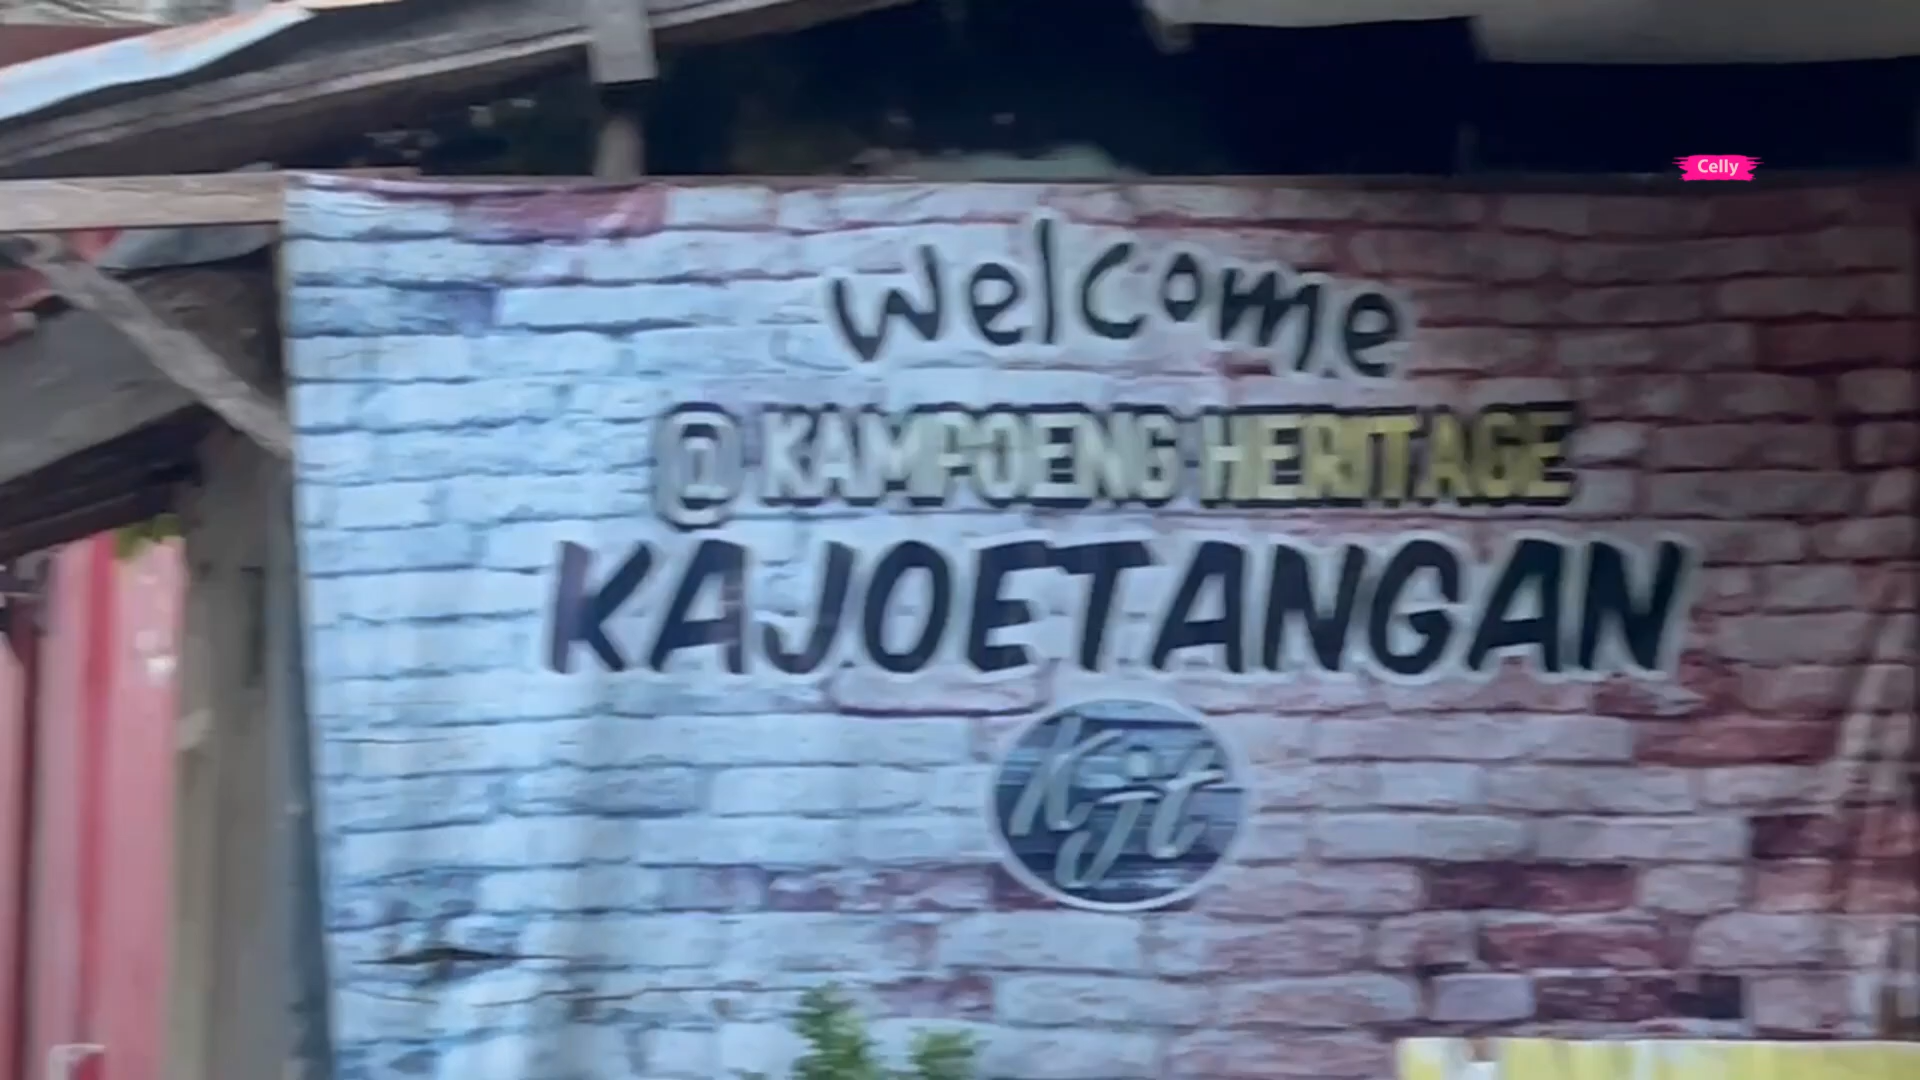 Celly
welcome
@ KAMPOENG HERITAGE
KAJOETANGAN
Kjt